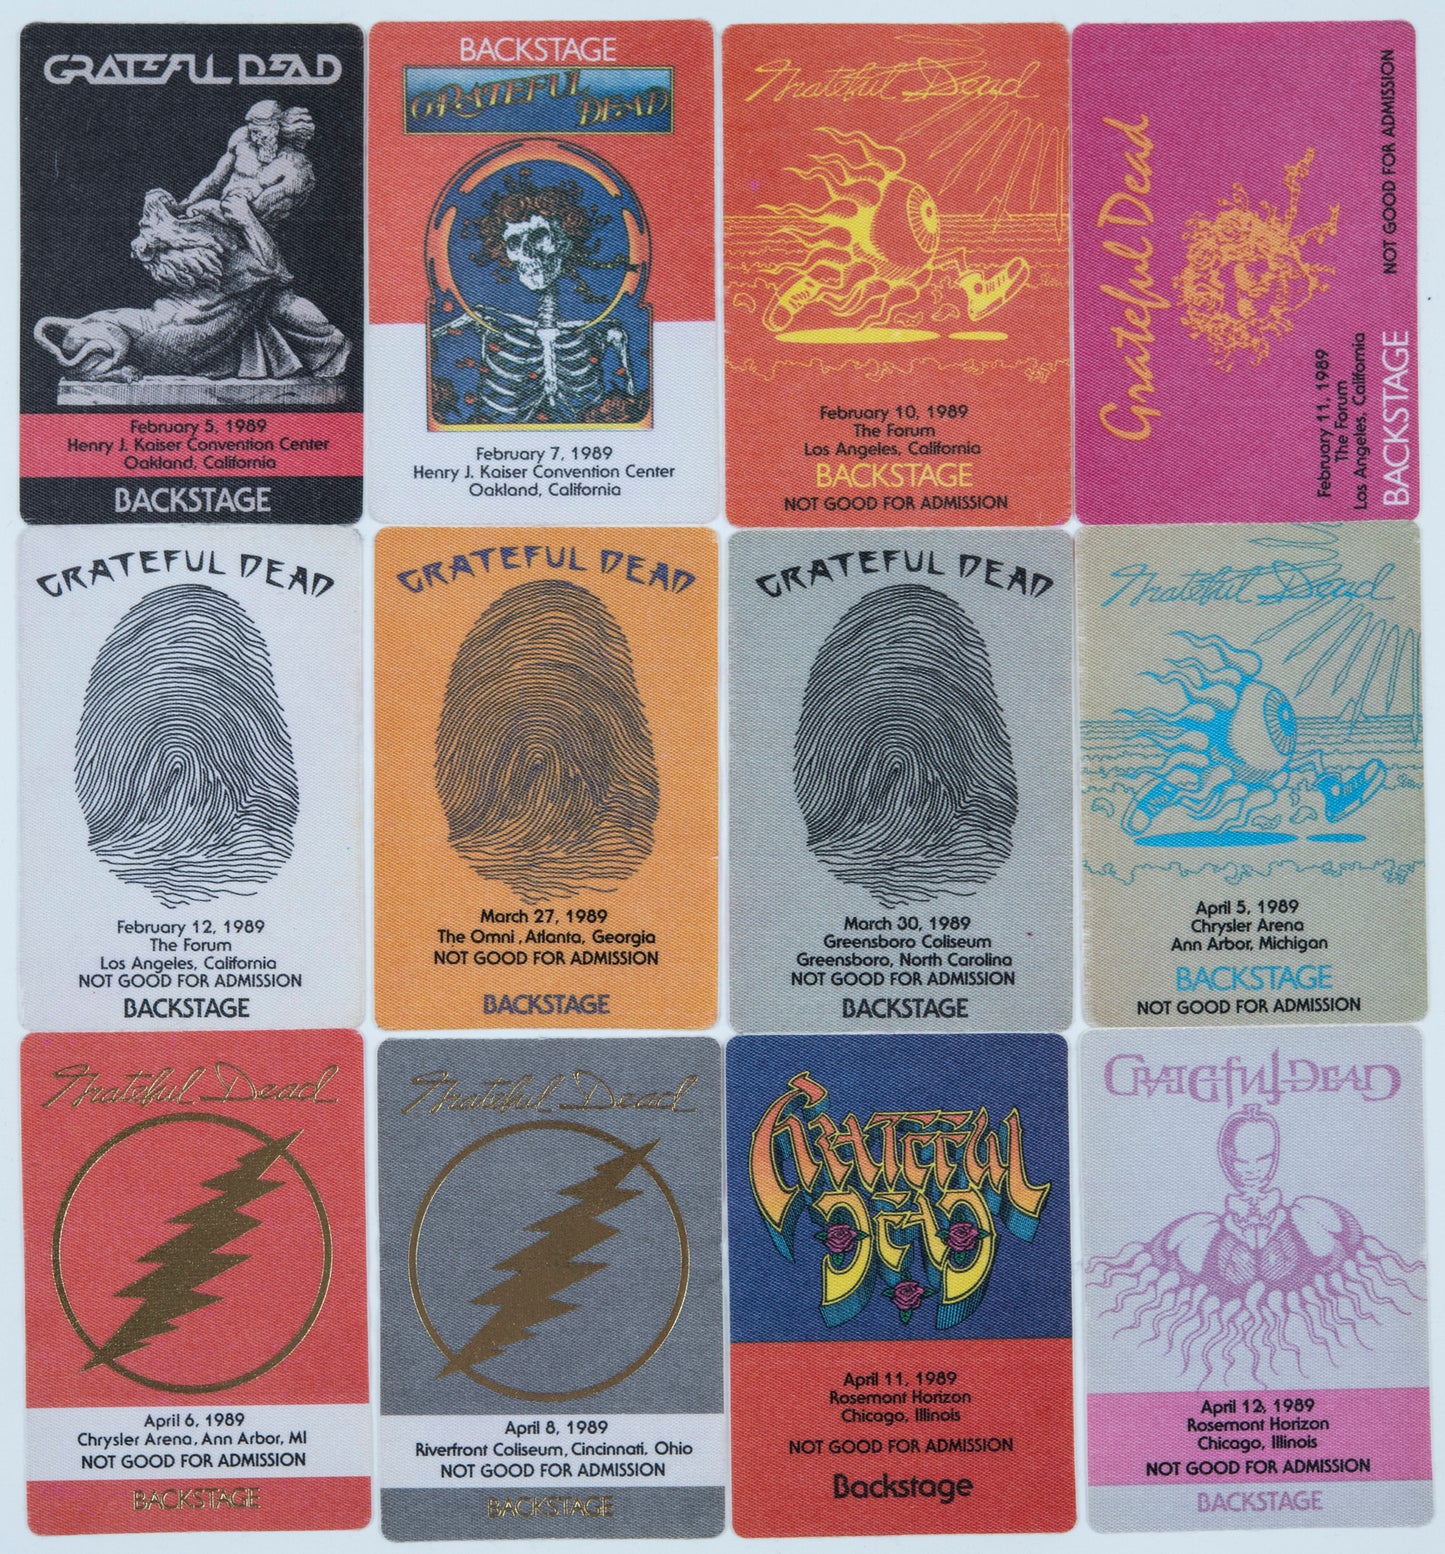 GRATEFUL DEAD
February 5, 1989
Henry J. Kaiser Convention Center
Oakland, California
BACKSTAGE
BACKSTAGE
GRATEFUL
DEAD
February 7, 1989
Henry J. Kaiser Convention Center
Oakland, California
Grateful Dead
February 10, 1989
The Forum
Los Angeles, California
BACKSTAGE
NOT GOOD FOR ADMISSION
Grateful Dead
February 11, 1989
The Forum
Los Angeles, California
BACKSTAGE
NOT GOOD FOR ADMISSION
GRATEFUL DEAD
February 12, 1989
The Forum
Los Angeles, California
NOT GOOD FOR ADMISSION
BACKSTAGE
GRATEFUL DEAD
March 27, 1989
The Omni , Atlanta, Georgia
NOT GOOD FOR ADMISSION
BACKSTAGE
GRATEFUL DEAD
March 30, 1989
Greensboro Coliseum
Greensboro, North Carolina
NOT GOOD FOR ADMISSION
BACKSTAGE
Grateful Dead
April 5, 1989
Chrysler Arena
Ann Arbor, Michigan
BACKSTAGE
NOT GOOD FOR ADMISSION
Grateful Dead
April 6, 1989
Chrysler Arena, Ann Arbor, MI
NOT GOOD FOR ADMISSION
BACKSTAGE
Grateful Dead
April 8, 1989
Riverfront Coliseum, Cincinnati, Ohio
NOT GOOD FOR ADMISSION
BACKSTAGE
GRATEFUL
DEAD
April 11, 1989
Rosemont Horizon
Chicago, Illinois
NOT GOOD FOR ADMISSION
Backstage
GRATEFUL DEAD
April 12, 1989
Rosemont Horizon
Chicago, Illinois
NOT GOOD FOR ADMISSION
BACKSTAGE